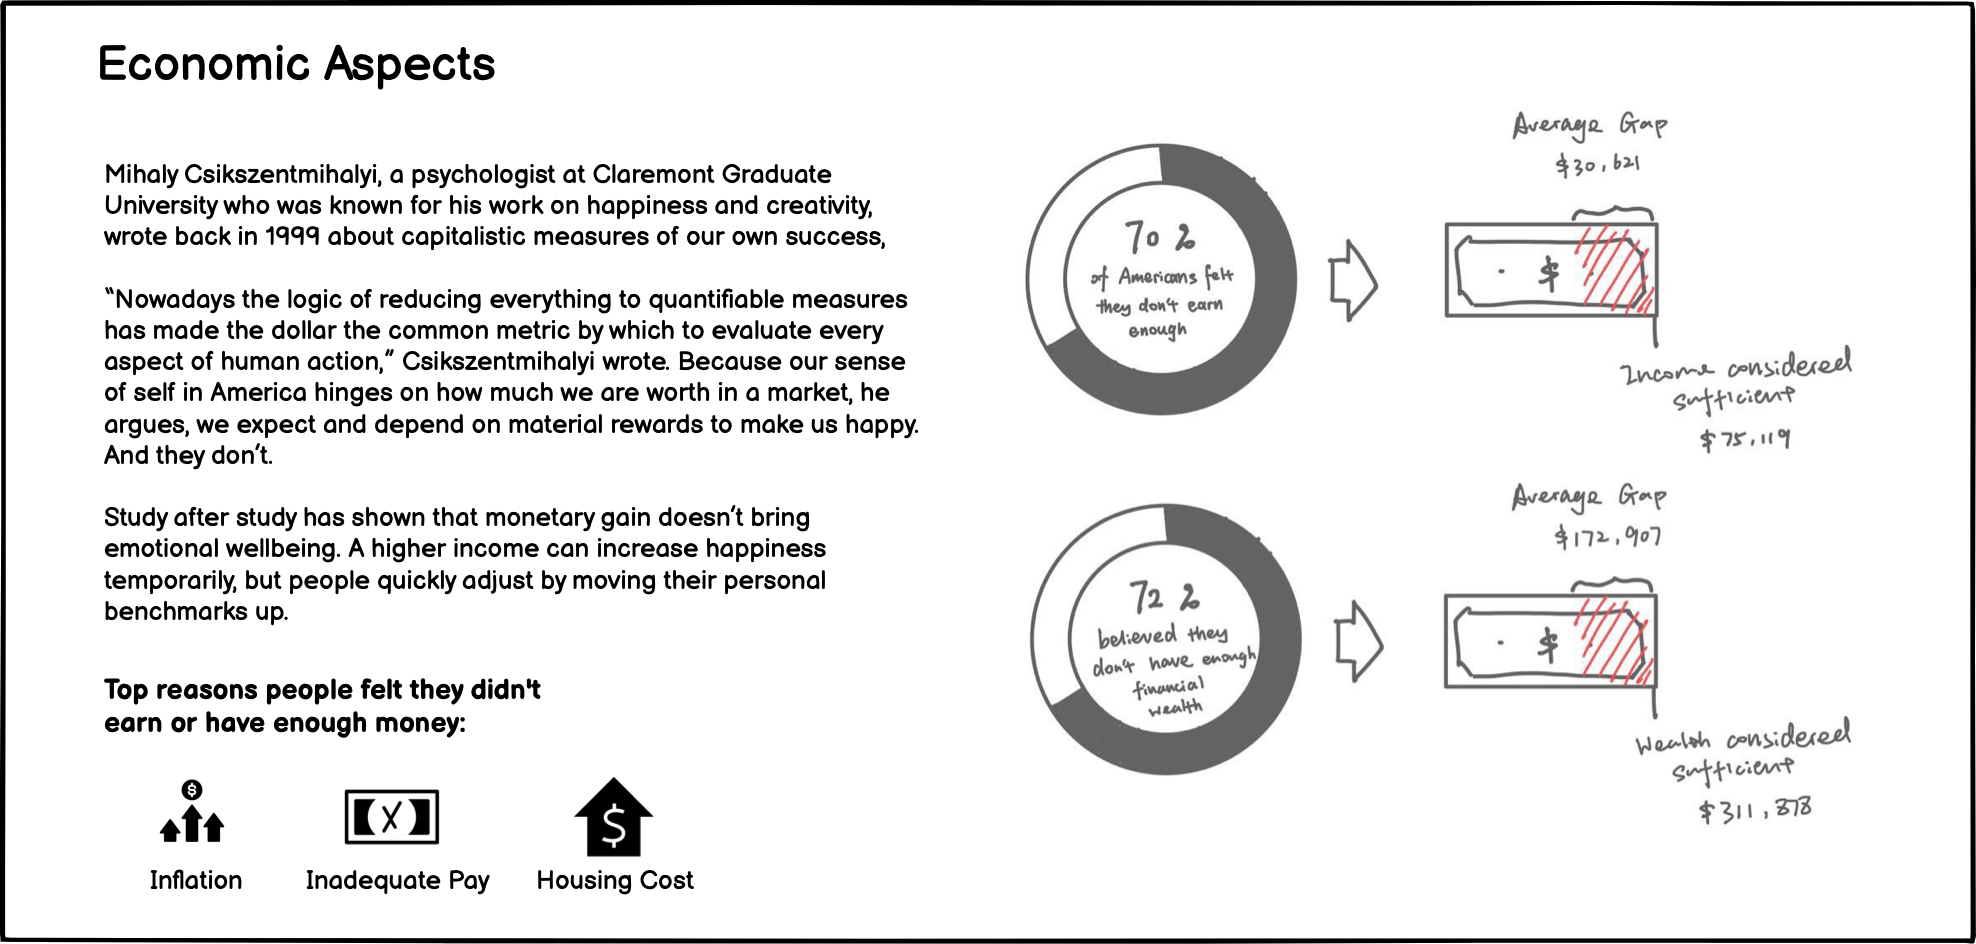 Economic Aspects
Mihaly Csikszentmihalyi, a psychologist at Claremont Graduate
University who was known for his work on happiness and creativity,
wrote back in 1999 about capitalistic measures of our own success,
“Nowadays the logic of reducing everything to quantifiable measures
has made the dollar the common metric by which to evaluate every
aspect of human action,” Csikszentmihalyi wrote. Because our sense
of self in America hinges on how much we are worth in a market, he
argues, we expect and depend on material rewards to make us happy.
And they don’t.
Study after study has shown that monetary gain doesn’t bring
emotional wellbeing. A higher income can increase happiness
temporarily, but people quickly adjust by moving their personal
benchmarks up.
Top reasons people felt they didn't
earn or have enough money:
$
Inflation
X
Inadequate Pay
$
Housing Cost
70 %
of Americans felt
they don't earn
enough
Average Gap
$30,621
$
Income considered
sufficient
$75,119
72 %
believed they
don't have enough
financial
wealth
Average Gap
$172,907
$
Wealth considered
sufficient
$311,878